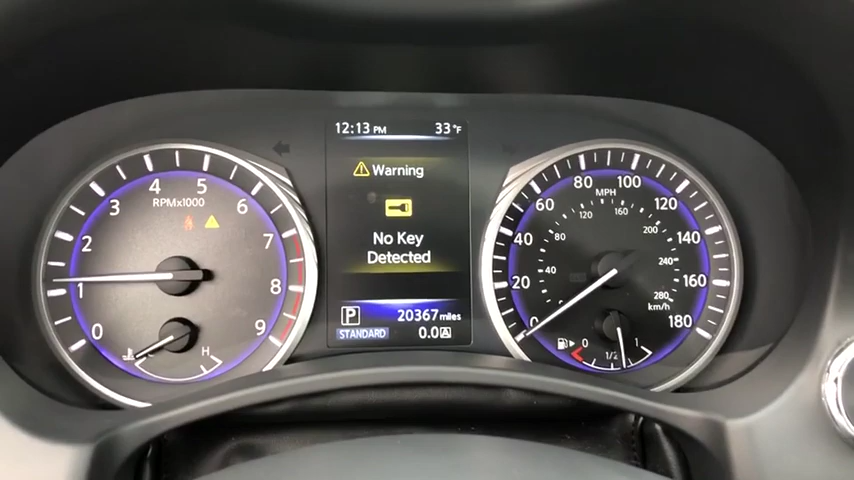 12:13 PM 33°F
Warning
No Key
Detected
P 20367 miles
STANDARD 0.0 A
0 1 2 3 4 5 6 7 8 9
RPMx1000
H
0 20 40 60 80 100 120 140 160 180
MPH
40 80 120 160 200 240 280
km/h
0 1/2 1